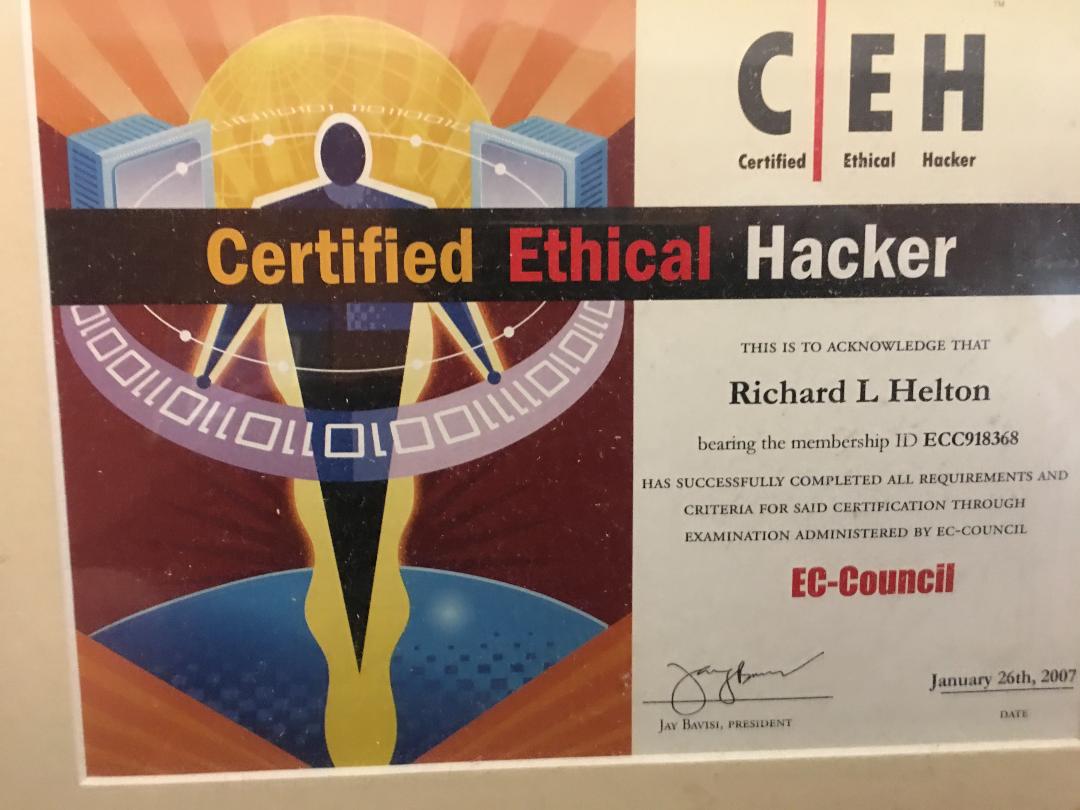 C E H
™
Certified Ethical Hacker
Certified Ethical Hacker
THIS IS TO ACKNOWLEDGE THAT
Richard L Helton
bearing the membership ID ECC918368
HAS SUCCESSFULLY COMPLETED ALL REQUIREMENTS AND
CRITERIA FOR SAID CERTIFICATION THROUGH
EXAMINATION ADMINISTERED BY EC-COUNCIL
EC-Council
January 26th, 2007
JAY BAVISI, PRESIDENT
DATE